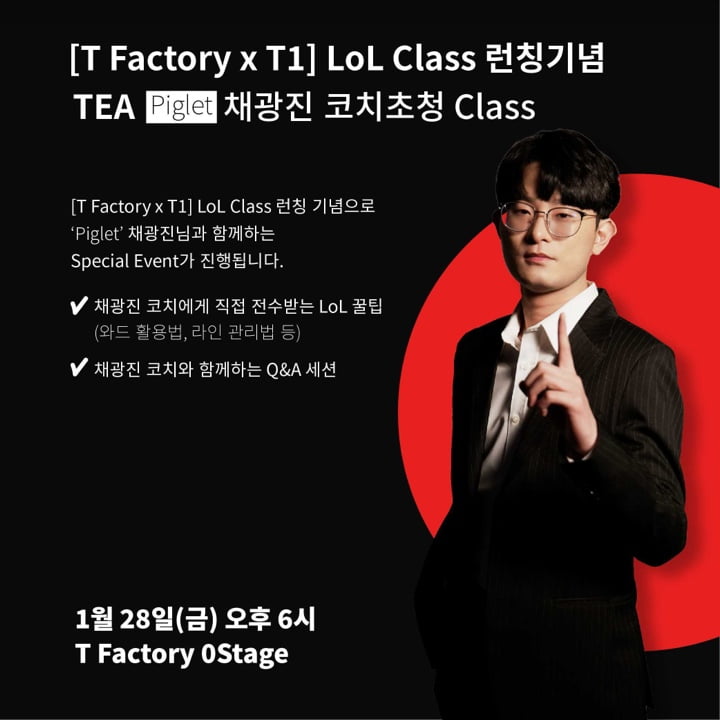 [T Factory x T1] LoL Class 런칭기념
TEA Piglet 채광진 코치초청 Class
[T Factory x T1] LoL Class 런칭 기념으로
‘Piglet’ 채광진님과 함께하는
Special Event가 진행됩니다.
✔ 채광진 코치에게 직접 전수받는 LoL 꿀팁
(와드 활용법, 라인 관리법 등)
✔ 채광진 코치와 함께하는 Q&A 세션
1월 28일(금) 오후 6시
T Factory 0Stage